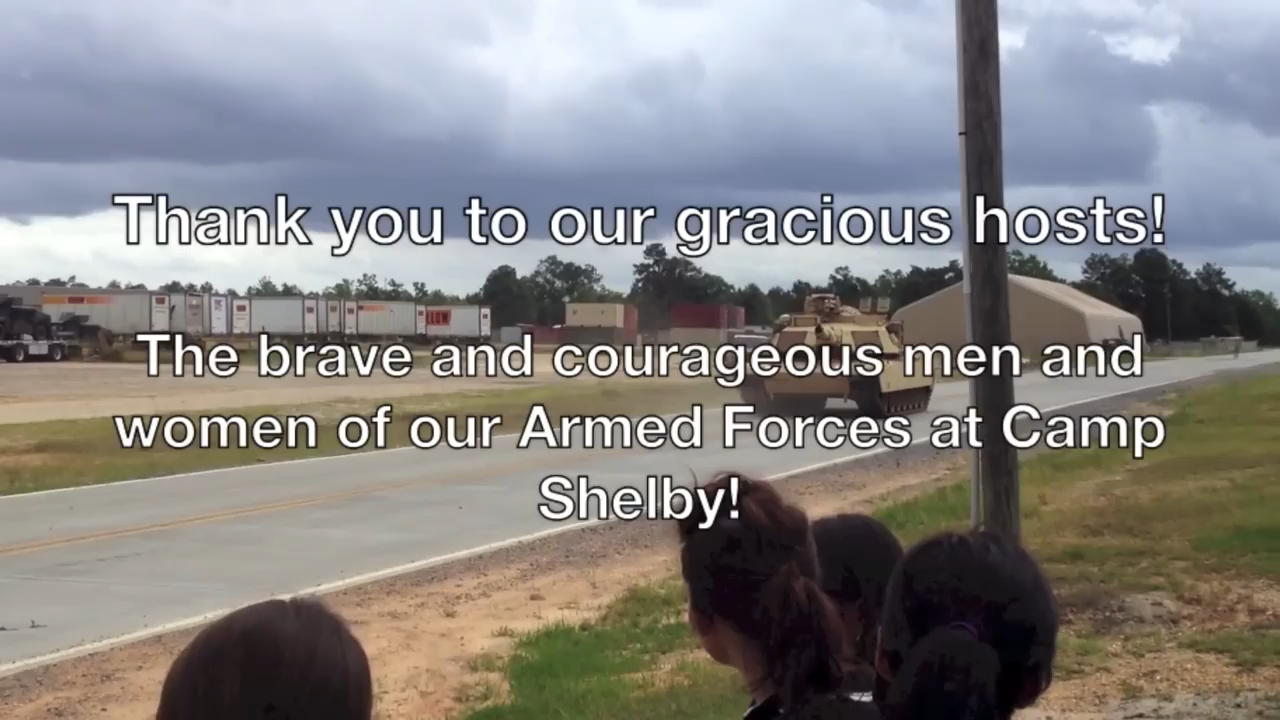 Thank you to our gracious hosts!
The brave and courageous men and
women of our Armed Forces at Camp
Shelby!